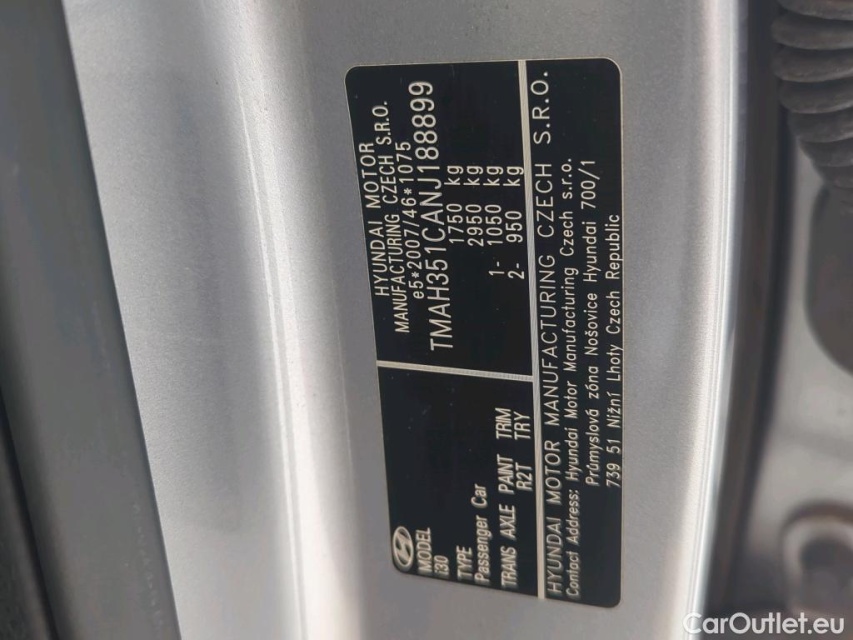 MODEL
i30
TYPE
Passenger Car
TRANS AXLE PAINT TRIM
R2T TRY
HYUNDAI MOTOR
MANUFACTURING CZECH S.R.O.
e5*2007/46*1075
TMAH351CANJ188899
1750 kg
2950 kg
1- 1050 kg
2- 950 kg
HYUNDAI MOTOR MANUFACTURING CZECH S.R.O.
Contact Address: Hyundai Motor Manufacturing Czech s.r.o.
Průmyslová zóna Nošovice Hyundai 700/1
739 51 Nižní Lhoty Czech Republic
CarOutlet.eu